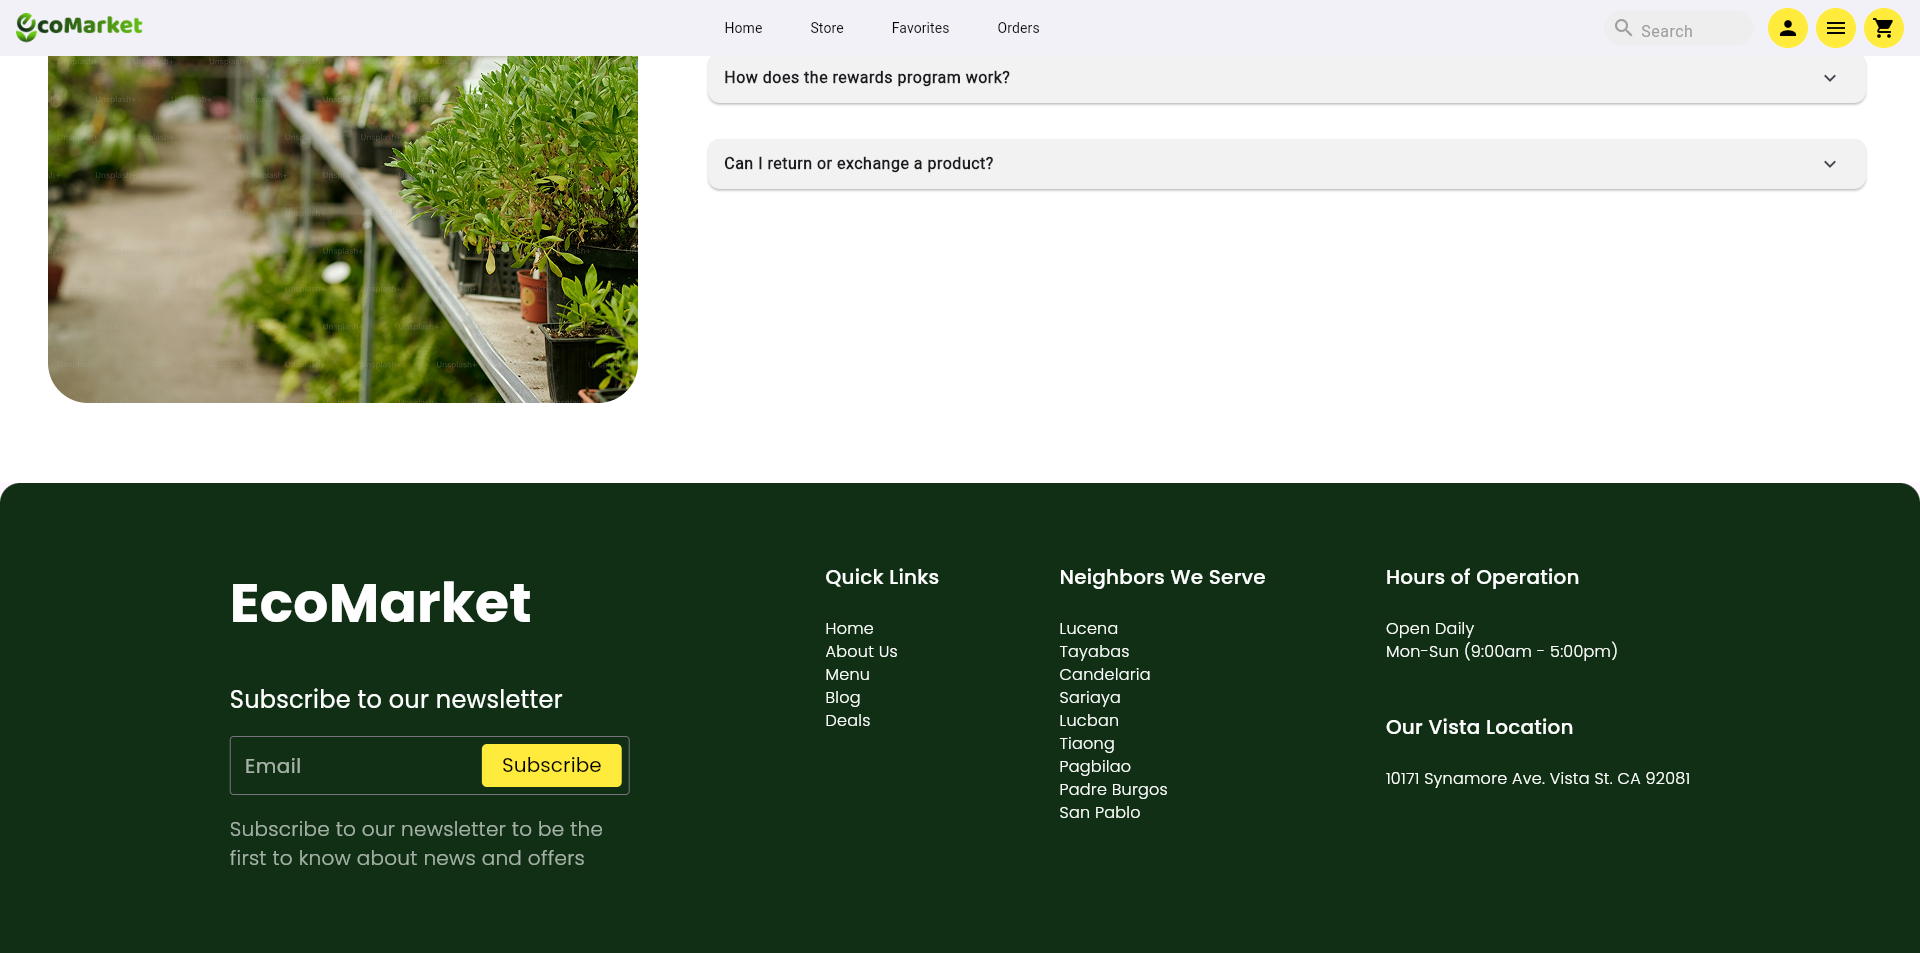 EcoMarket
Home
Store
Favorites
Orders
Search
How does the rewards program work?
Can I return or exchange a product?
Unsplash+
EcoMarket
Subscribe to our newsletter
Email
Subscribe
Subscribe to our newsletter to be the
first to know about news and offers
Quick Links
Home
About Us
Menu
Blog
Deals
Neighbors We Serve
Lucena
Tayabas
Candelaria
Sariaya
Lucban
Tiaong
Pagbilao
Padre Burgos
San Pablo
Hours of Operation
Open Daily
Mon-Sun (9:00am - 5:00pm)
Our Vista Location
10171 Synamore Ave. Vista St. CA 92081